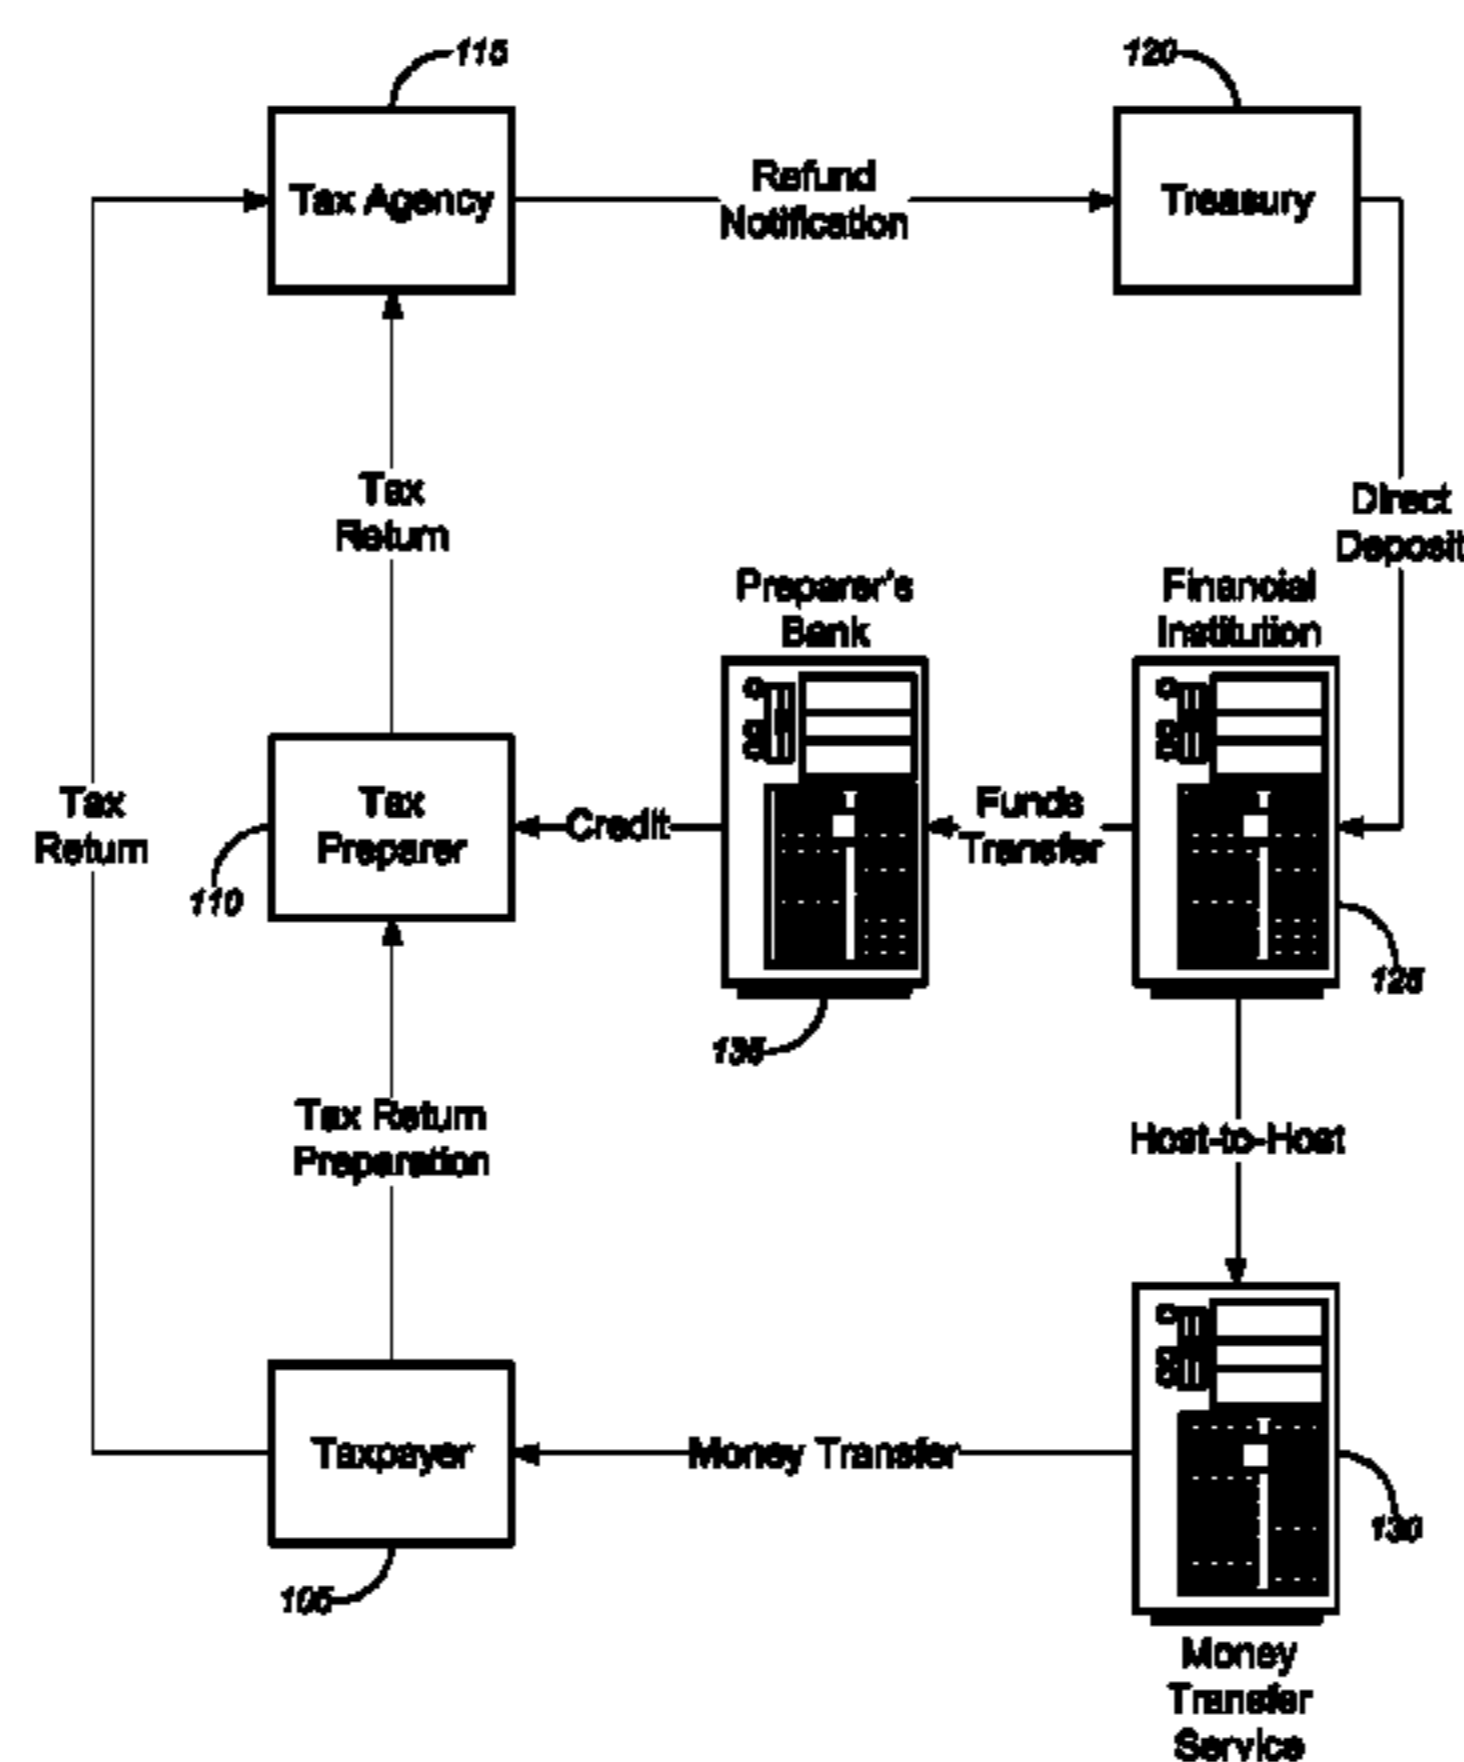 115
120
Tax Agency
Refund
Notification
Treasury
Tax
Return
Direct
Deposit
Preparer's
Bank
Financial
Institution
Tax
Return
Tax
Preparer
Credit
Funds
Transfer
110
125
135
Tax Return
Preparation
Host-to-Host
Taxpayer
Money Transfer
130
105
Money
Transfer
Service